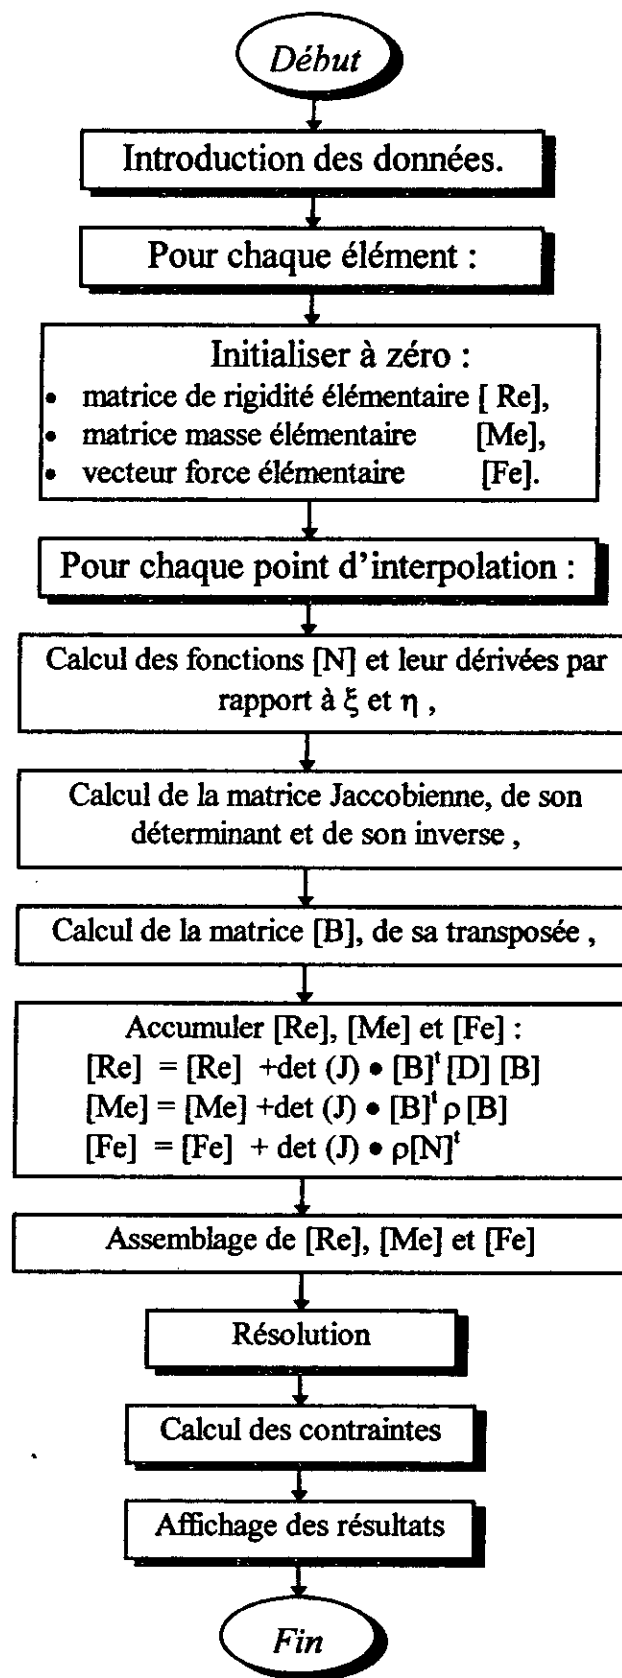 Début
Introduction des données.
Pour chaque élément :
Initialiser à zéro :
• matrice de rigidité élémentaire [ Re],
• matrice masse élémentaire [Me],
• vecteur force élémentaire [Fe].
Pour chaque point d'interpolation :
Calcul des fonctions [N] et leur dérivées par
rapport à ξ et η ,
Calcul de la matrice Jaccobienne, de son
déterminant et de son inverse ,
Calcul de la matrice [B], de sa transposée ,
Accumuler [Re], [Me] et [Fe] :
[Re] = [Re] +det (J) • [B]ᵗ [D] [B]
[Me] = [Me] +det (J) • [B]ᵗ ρ [B]
[Fe] = [Fe] + det (J) • ρ[N]ᵗ
Assemblage de [Re], [Me] et [Fe]
Résolution
Calcul des contraintes
Affichage des résultats
Fin